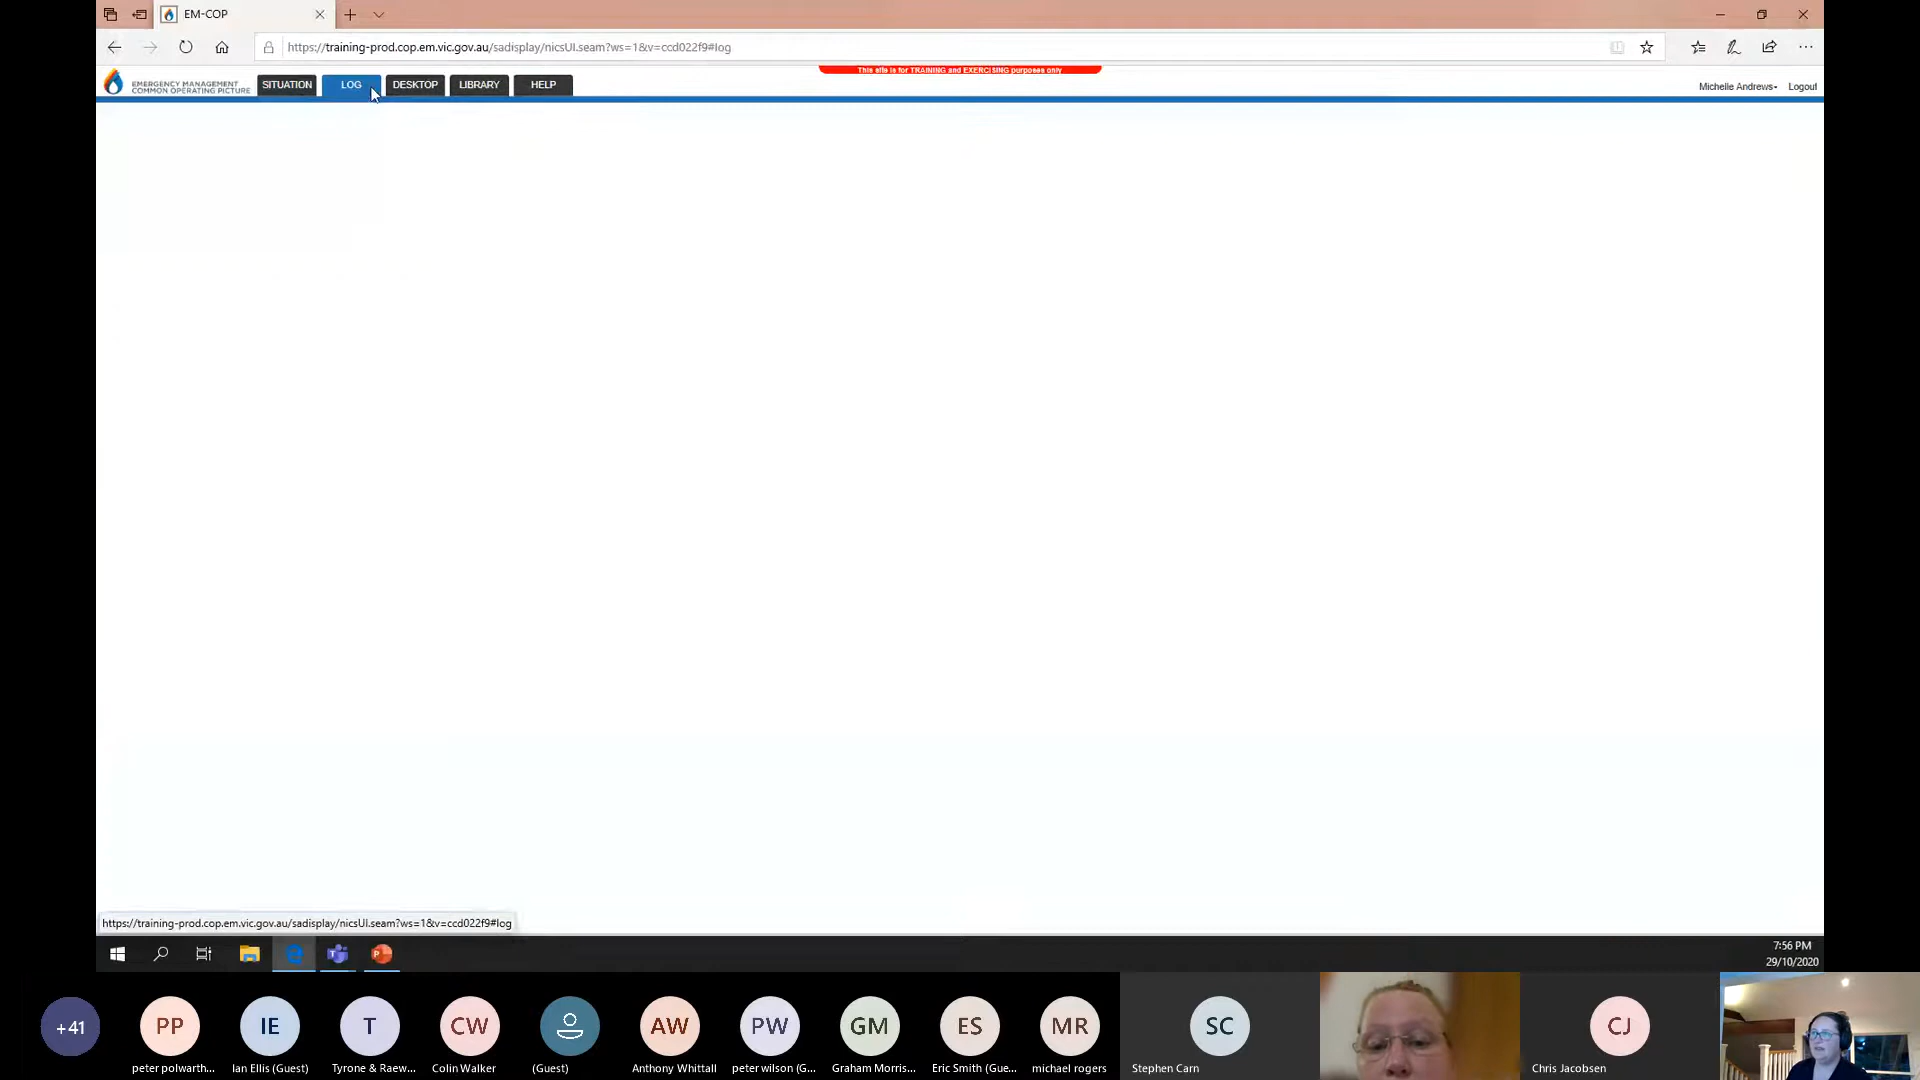 EM-COP
https://training-prod.cop.em.vic.gov.au/sadisplay/nicsUI.seam?ws=1&v=ccd022f9#log
This site is for TRAINING and EXERCISING purposes only
EMERGENCY MANAGEMENT
COMMON OPERATING PICTURE
SITUATION LOG DESKTOP LIBRARY HELP
Michelle Andrews Logout
https://training-prod.cop.em.vic.gov.au/sadisplay/nicsUI.seam?ws=1&v=ccd022f9#log
7:56 PM
29/10/2020
+41 PP IE T CW AW PW GM ES MR SC CJ
peter polwarth... Ian Ellis (Guest) Tyrone & Raew... Colin Walker (Guest) Anthony Whittall peter wilson (G... Graham Morris... Eric Smith (Gue... michael rogers Stephen Carn Chris Jacobsen